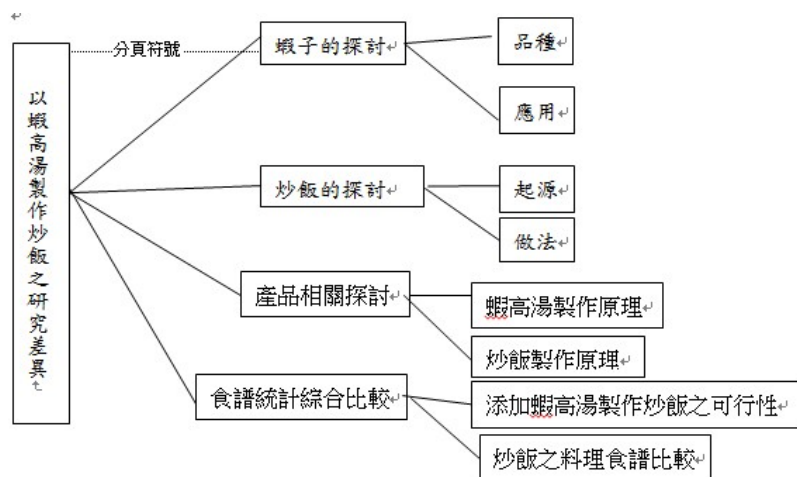 以蝦高湯製作炒飯之研究差異
分頁符號
蝦子的探討
品種
應用
炒飯的探討
起源
做法
產品相關探討
蝦高湯製作原理
炒飯製作原理
食譜統計綜合比較
添加蝦高湯製作炒飯之可行性
炒飯之料理食譜比較